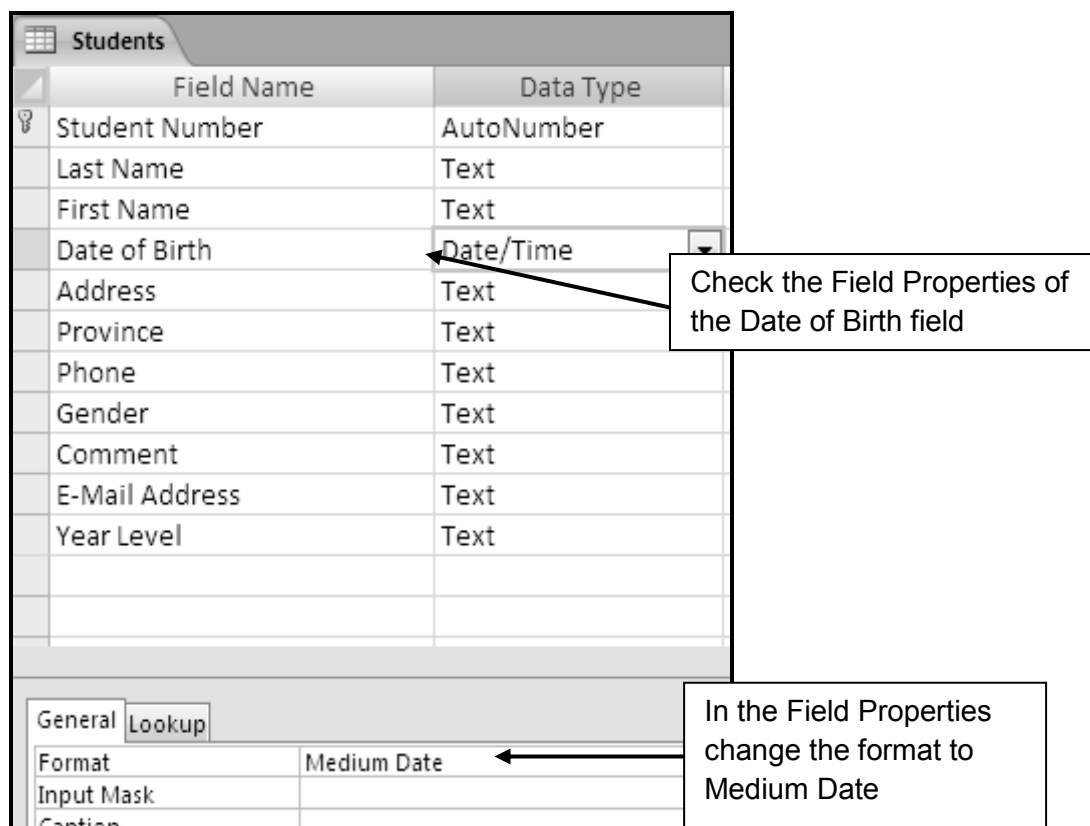 Students
Field Name Data Type
Student Number AutoNumber
Last Name Text
First Name Text
Date of Birth Date/Time
Address Text
Province Text
Phone Text
Gender Text
Comment Text
E-Mail Address Text
Year Level Text
Check the Field Properties of
the Date of Birth field
General Lookup
Format Medium Date
Input Mask
Caption
In the Field Properties
change the format to
Medium Date